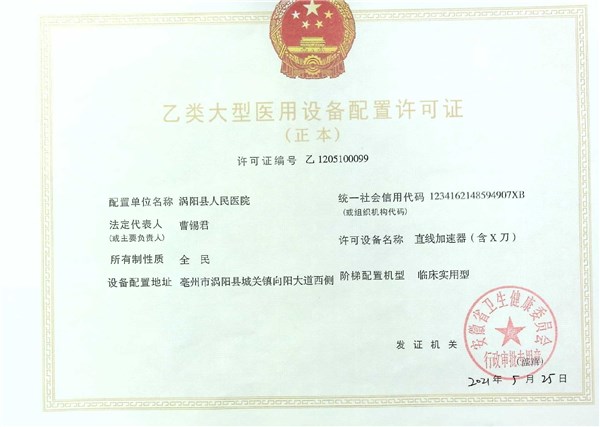 乙类大型医用设备配置许可证
(正本)
许可证编号 乙1205100099
配置单位名称 涡阳县人民医院
统一社会信用代码 1234162148594907XB
(或组织机构代码)
法定代表人 曹锡君
(或主要负责人)
许可设备名称 直线加速器(含X刀)
所有制性质 全民
设备配置地址 亳州市涡阳县城关镇向阳大道西侧
阶梯配置机型 临床实用型
发证机关
安徽省卫生健康委员会
行政审批专用章
2021年5月25日